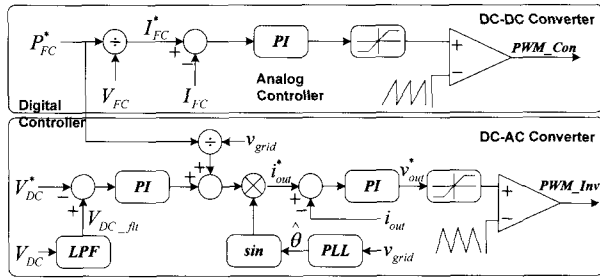 DC-DC Converter
P*FC
÷
I*FC
+
−
PI
+
−
PWM_Con
VFC
IFC
Analog
Controller
Digital
Controller
DC-AC Converter
÷
vgrid
V*DC
−
+
PI
+
+
×
i*out
+
−
PI
v*out
+
−
PWM_Inv
VDC_flt
iout
VDC
LPF
sin
θ̂
PLL
vgrid